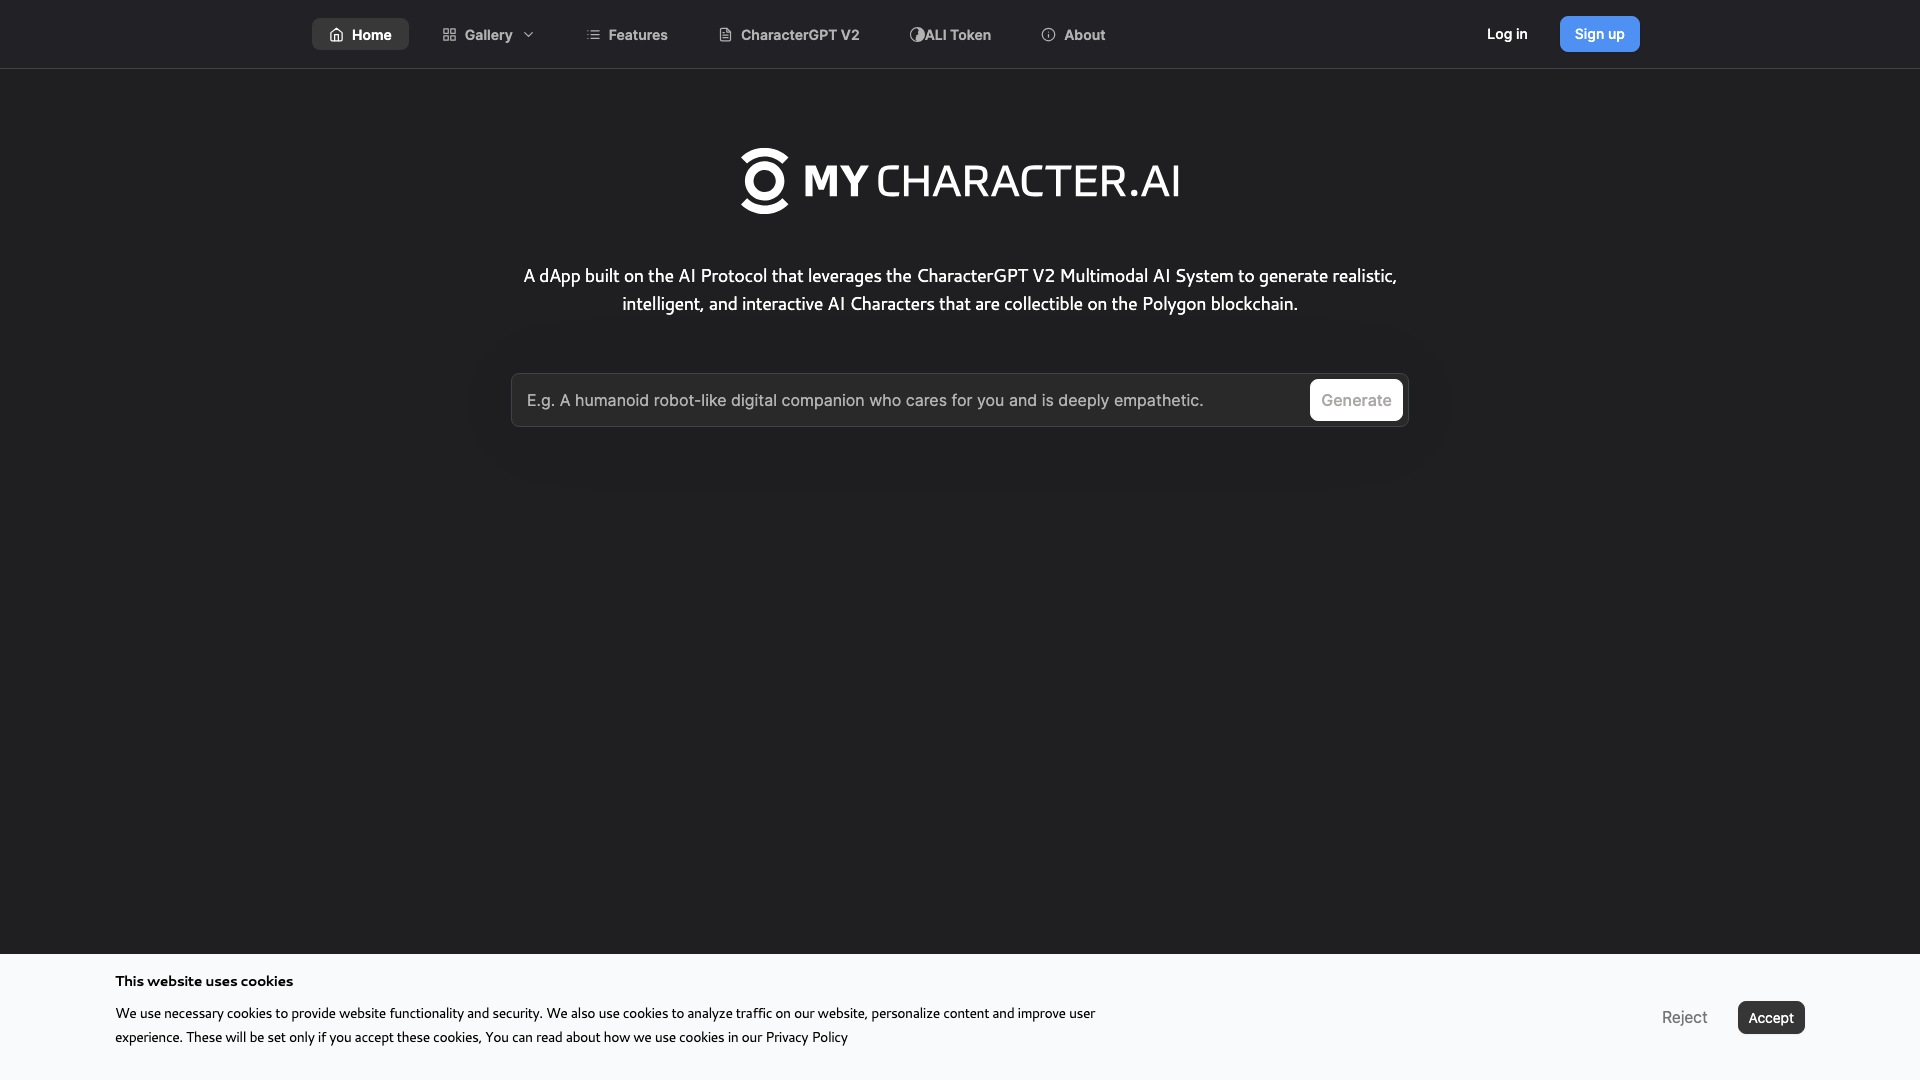 Home Gallery Features CharacterGPT V2 ALI Token About Log in Sign up
MY CHARACTER.AI
A dApp built on the AI Protocol that leverages the CharacterGPT V2 Multimodal AI System to generate realistic,
intelligent, and interactive AI Characters that are collectible on the Polygon blockchain.
E.g. A humanoid robot-like digital companion who cares for you and is deeply empathetic. Generate
This website uses cookies
We use necessary cookies to provide website functionality and security. We also use cookies to analyze traffic on our website, personalize content and improve user
experience. These will be set only if you accept these cookies, You can read about how we use cookies in our Privacy Policy
Reject Accept